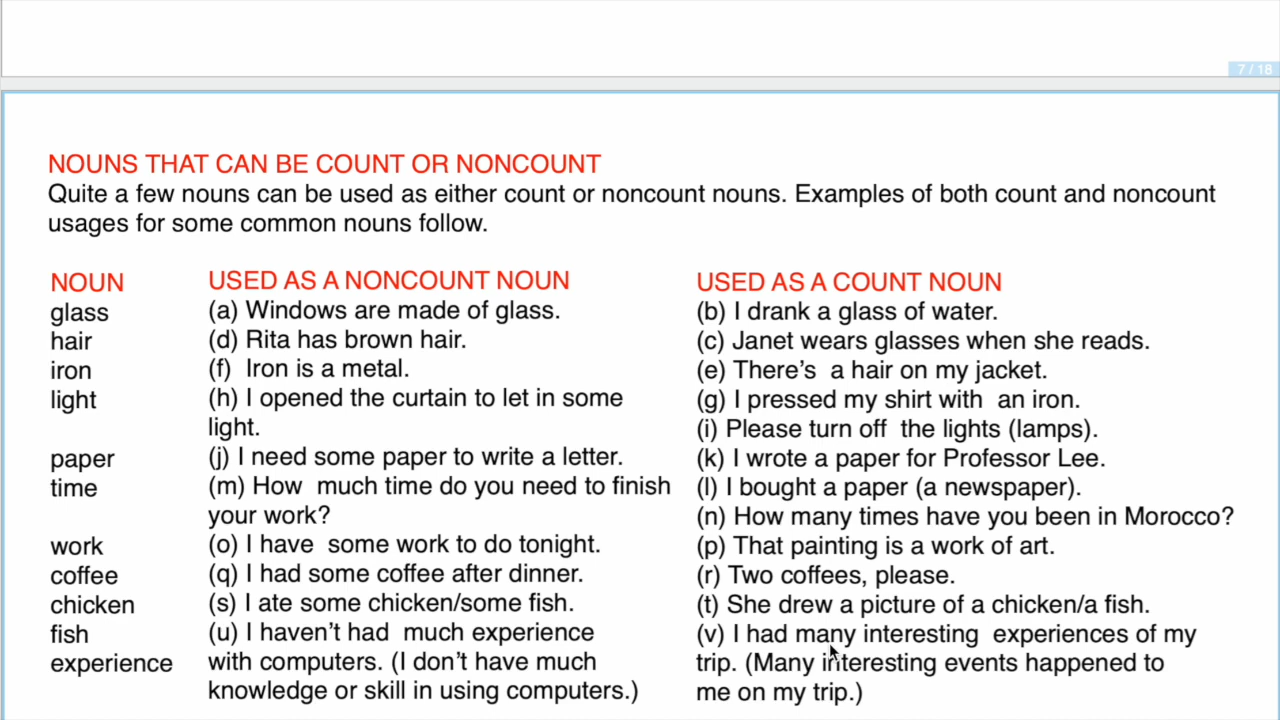 7 / 18
NOUNS THAT CAN BE COUNT OR NONCOUNT
Quite a few nouns can be used as either count or noncount nouns. Examples of both count and noncount
usages for some common nouns follow.
NOUN
glass
hair
iron
light
paper
time
work
coffee
chicken
fish
experience
USED AS A NONCOUNT NOUN
(a) Windows are made of glass.
(d) Rita has brown hair.
(f) Iron is a metal.
(h) I opened the curtain to let in some
light.
(j) I need some paper to write a letter.
(m) How much time do you need to finish
your work?
(o) I have some work to do tonight.
(q) I had some coffee after dinner.
(s) I ate some chicken/some fish.
(u) I haven't had much experience
with computers. (I don't have much
knowledge or skill in using computers.)
USED AS A COUNT NOUN
(b) I drank a glass of water.
(c) Janet wears glasses when she reads.
(e) There's a hair on my jacket.
(g) I pressed my shirt with an iron.
(i) Please turn off the lights (lamps).
(k) I wrote a paper for Professor Lee.
(l) I bought a paper (a newspaper).
(n) How many times have you been in Morocco?
(p) That painting is a work of art.
(r) Two coffees, please.
(t) She drew a picture of a chicken/a fish.
(v) I had many interesting experiences of my
trip. (Many interesting events happened to
me on my trip.)